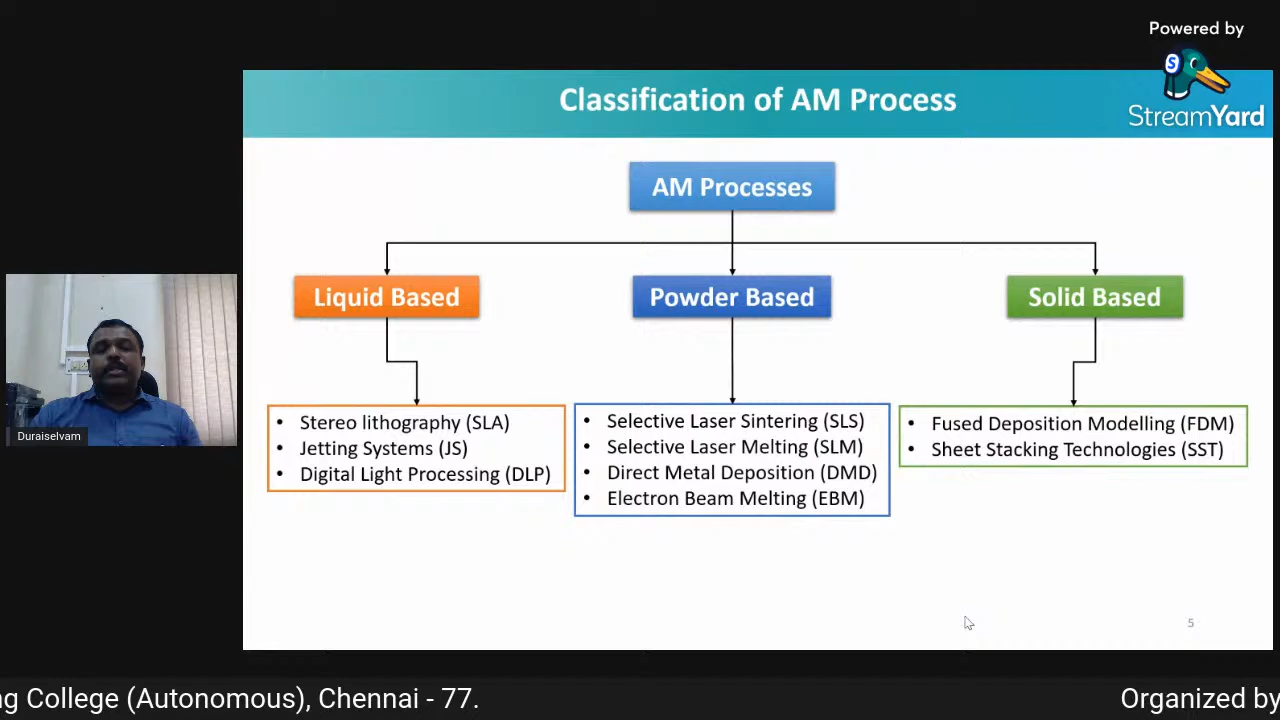 Powered by
StreamYard
Classification of AM Process
AM Processes
Liquid Based
Powder Based
Solid Based
• Stereo lithography (SLA)
• Jetting Systems (JS)
• Digital Light Processing (DLP)
• Selective Laser Sintering (SLS)
• Selective Laser Melting (SLM)
• Direct Metal Deposition (DMD)
• Electron Beam Melting (EBM)
• Fused Deposition Modelling (FDM)
• Sheet Stacking Technologies (SST)
Duraiselvam
5
ng College (Autonomous), Chennai - 77.
Organized by